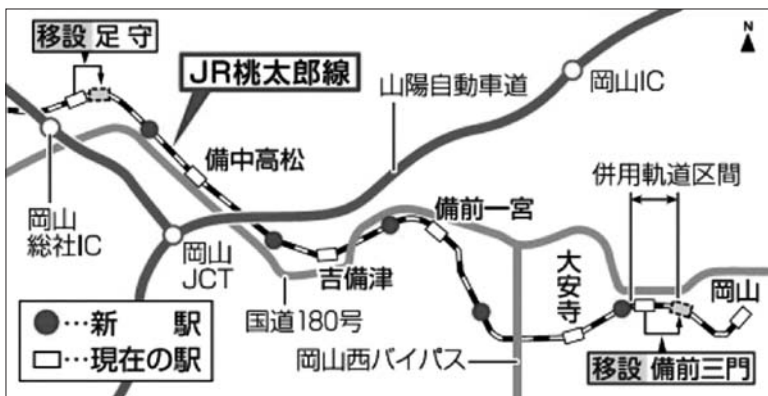 移設 足守
N
JR桃太郎線
山陽自動車道
岡山IC
備中高松
併用軌道区間
岡山
総社IC
備前一宮
岡山
JCT
吉備津
大安寺
岡山
国道180号
●…新　駅
□…現在の駅
岡山西バイパス
移設 備前三門